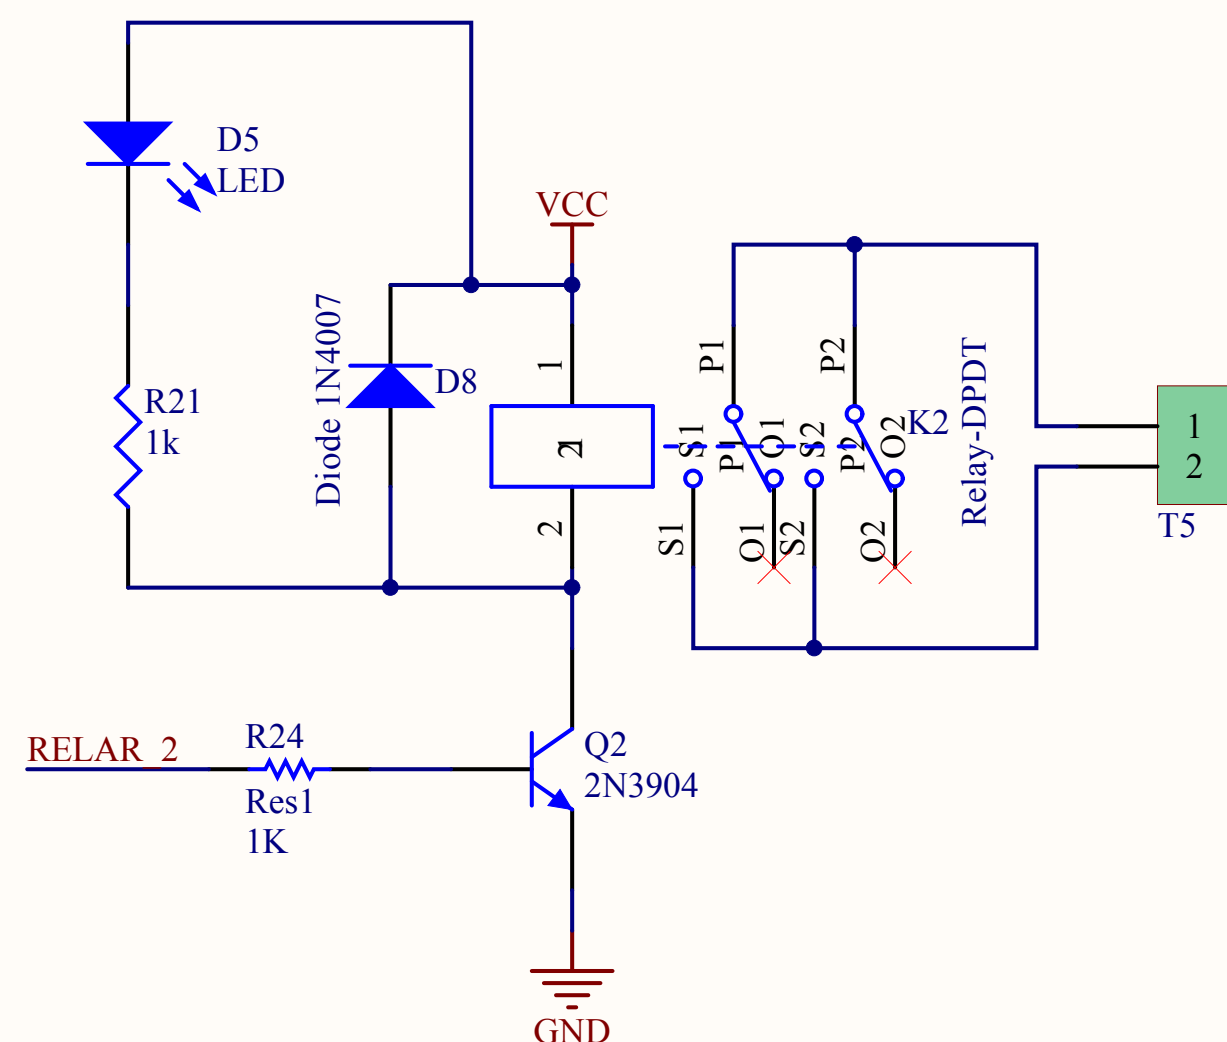 D5
LED
VCC
R21
1k
Diode 1N4007
D8
1
2
RELAR_2
R24
Res1
1K
Q2
2N3904
GND
P1
P2
S1
P1
O1
S2
P2
O2
K2
S1
O1
S2
O2
Relay-DPDT
1
2
T5